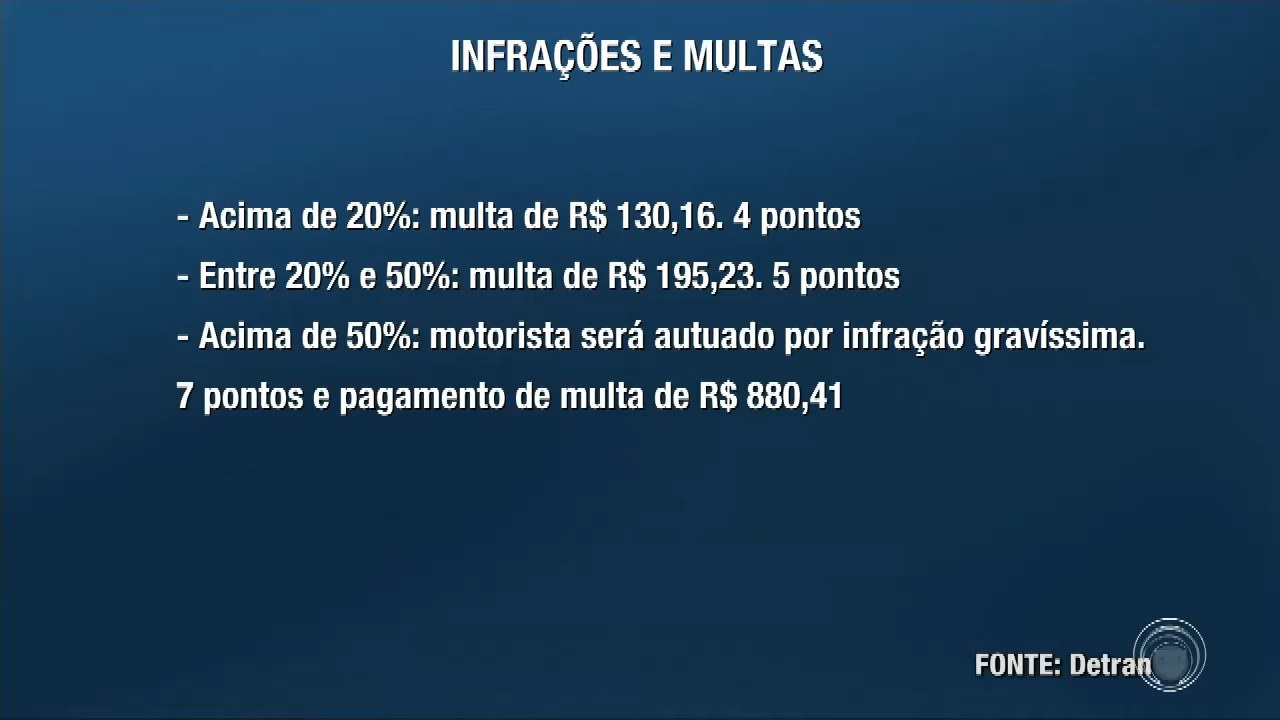 INFRAÇÕES E MULTAS
- Acima de 20%: multa de R$ 130,16. 4 pontos
- Entre 20% e 50%: multa de R$ 195,23. 5 pontos
- Acima de 50%: motorista será autuado por infração gravíssima.
7 pontos e pagamento de multa de R$ 880,41
FONTE: Detran